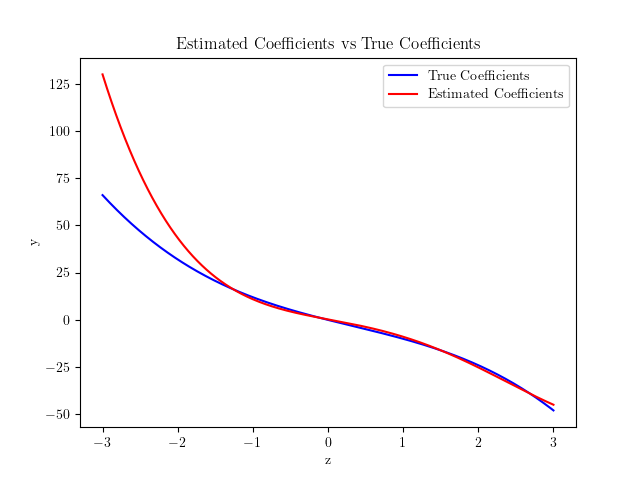 Estimated Coefficients vs True Coefficients
True Coefficients
Estimated Coefficients
125
100
75
50
25
0
−25
−50
y
−3 −2 −1 0 1 2 3
z